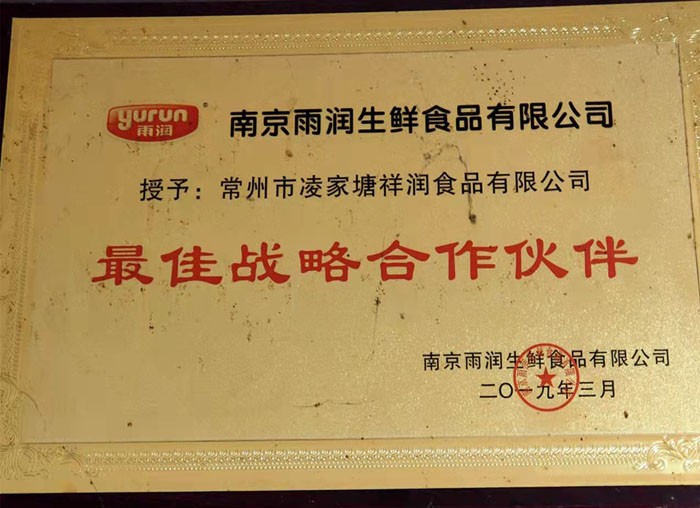 yurun®
雨润
南京雨润生鲜食品有限公司
授予：常州市凌家塘祥润食品有限公司
最佳战略合作伙伴
南京雨润生鲜食品有限公司
二〇一九年三月